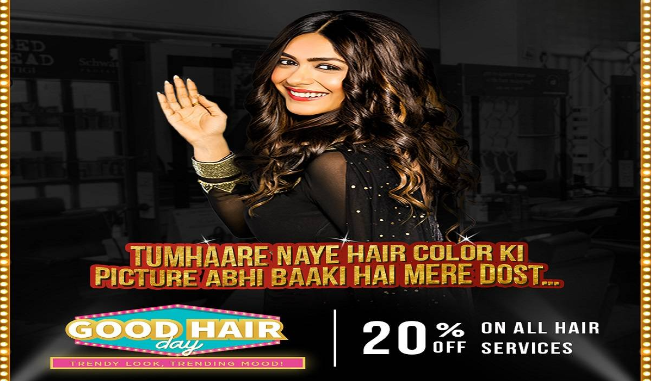 TUMHAARE NAYE HAIR COLOR KI
PICTURE ABHI BAAKI HAI MERE DOST...
GOOD HAIR
day
TRENDY LOOK, TRENDING MOOD!
20% OFF
ON ALL HAIR
SERVICES